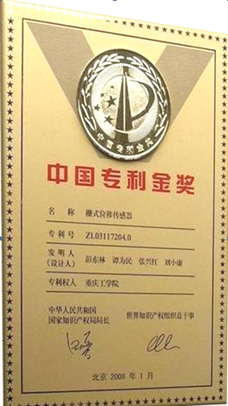 中国专利金奖
中国专利金奖
名 称 栅式位移传感器
专 利 号 ZL03117204.0
发 明 人
(设计人) 彭东林 谭为民 张兴红 刘小康
专利权人 重庆工学院
中华人民共和国
国家知识产权局局长 世界知识产权组织总干事
北京 2008 年 1 月